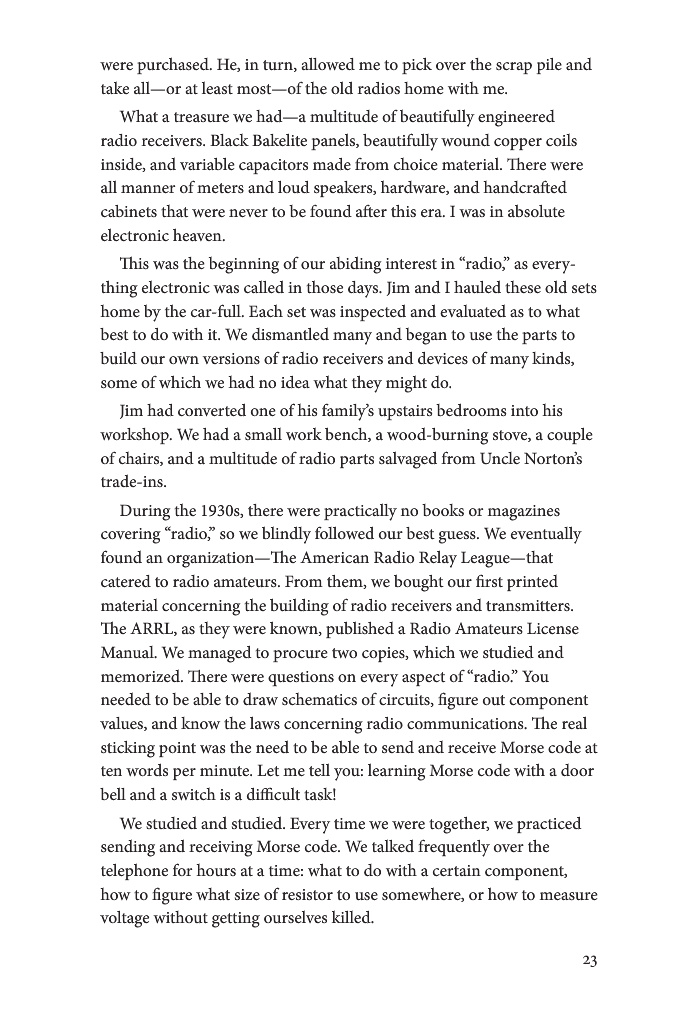 were purchased. He, in turn, allowed me to pick over the scrap pile and
take all—or at least most—of the old radios home with me.
What a treasure we had—a multitude of beautifully engineered
radio receivers. Black Bakelite panels, beautifully wound copper coils
inside, and variable capacitors made from choice material. There were
all manner of meters and loud speakers, hardware, and handcrafted
cabinets that were never to be found after this era. I was in absolute
electronic heaven.
This was the beginning of our abiding interest in “radio,” as every-
thing electronic was called in those days. Jim and I hauled these old sets
home by the car-full. Each set was inspected and evaluated as to what
best to do with it. We dismantled many and began to use the parts to
build our own versions of radio receivers and devices of many kinds,
some of which we had no idea what they might do.
Jim had converted one of his family’s upstairs bedrooms into his
workshop. We had a small work bench, a wood-burning stove, a couple
of chairs, and a multitude of radio parts salvaged from Uncle Norton’s
trade-ins.
During the 1930s, there were practically no books or magazines
covering “radio,” so we blindly followed our best guess. We eventually
found an organization—The American Radio Relay League—that
catered to radio amateurs. From them, we bought our first printed
material concerning the building of radio receivers and transmitters.
The ARRL, as they were known, published a Radio Amateurs License
Manual. We managed to procure two copies, which we studied and
memorized. There were questions on every aspect of “radio.” You
needed to be able to draw schematics of circuits, figure out component
values, and know the laws concerning radio communications. The real
sticking point was the need to be able to send and receive Morse code at
ten words per minute. Let me tell you: learning Morse code with a door
bell and a switch is a difficult task!
We studied and studied. Every time we were together, we practiced
sending and receiving Morse code. We talked frequently over the
telephone for hours at a time: what to do with a certain component,
how to figure what size of resistor to use somewhere, or how to measure
voltage without getting ourselves killed.
23